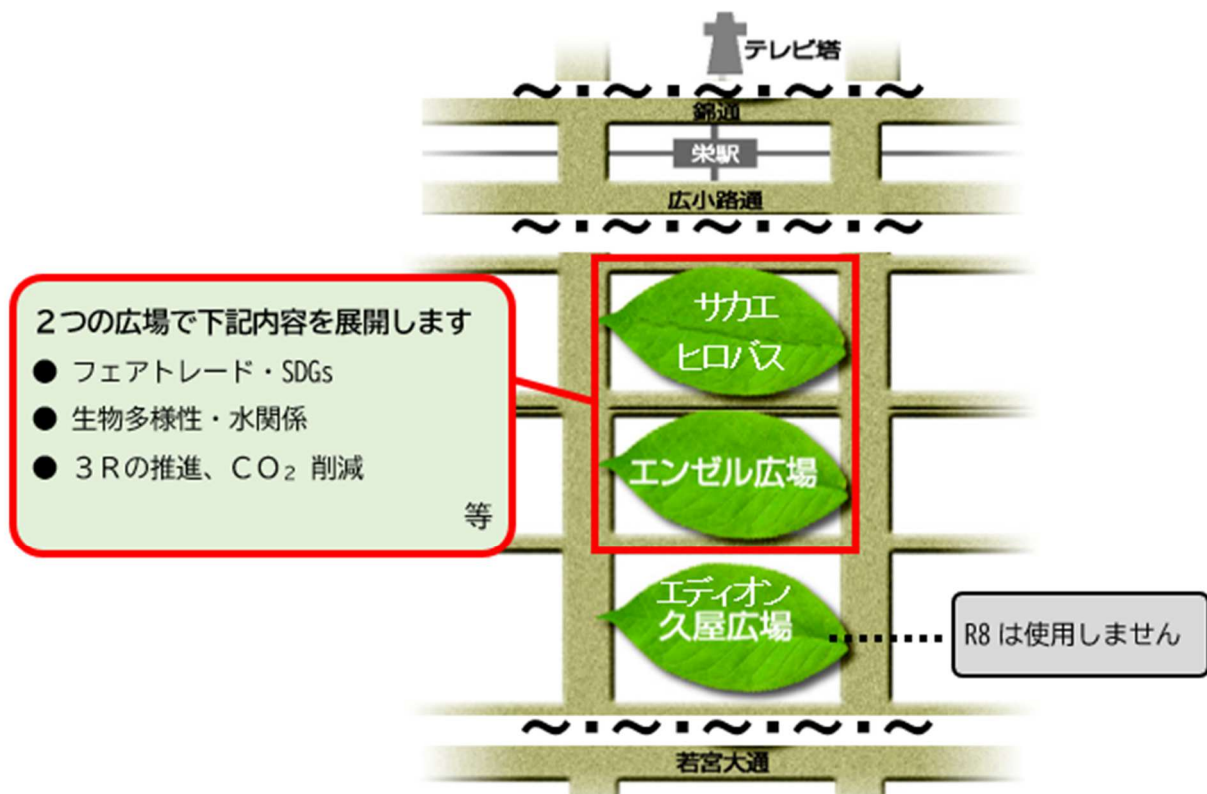 テレビ塔
錦通
栄駅
広小路通
２つの広場で下記内容を展開します
● フェアトレード・SDGs
● 生物多様性・水関係
● ３Rの推進、ＣＯ₂ 削減
等
サカエ
ヒロバス
エンゼル広場
エディオン
久屋広場
R8 は使用しません
若宮大通